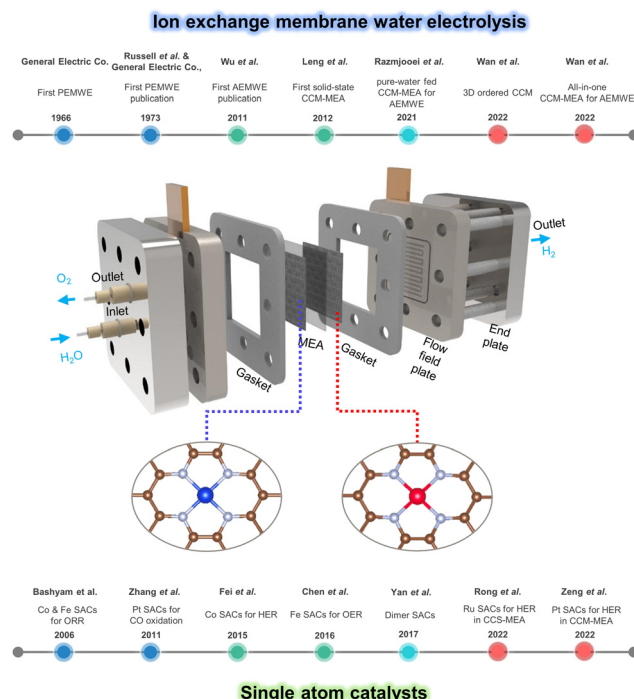 Ion exchange membrane water electrolysis
General Electric Co.
First PEMWE
1966
Russell et al. &
General Electric Co.,
First PEMWE
publication
1973
Wu et al.
First AEMWE
publication
2011
Leng et al.
First solid-state
CCM-MEA
2012
Razmjooei et al.
pure-water fed
CCM-MEA for
AEMWE
2021
Wan et al.
3D ordered CCM
2022
Wan et al.
All-in-one
CCM-MEA for AEMWE
2022
O2
Outlet
Inlet
H2O
Gasket
MEA
Gasket
Flow
field
plate
End
plate
Outlet
H2
Bashyam et al.
Co & Fe SACs
for ORR
2006
Zhang et al.
Pt SACs for
CO oxidation
2011
Fei et al.
Co SACs for HER
2015
Chen et al.
Fe SACs for OER
2016
Yan et al.
Dimer SACs
2017
Rong et al.
Ru SACs for HER
in CCS-MEA
2022
Zeng et al.
Pt SACs for HER
in CCM-MEA
2022
Single atom catalysts